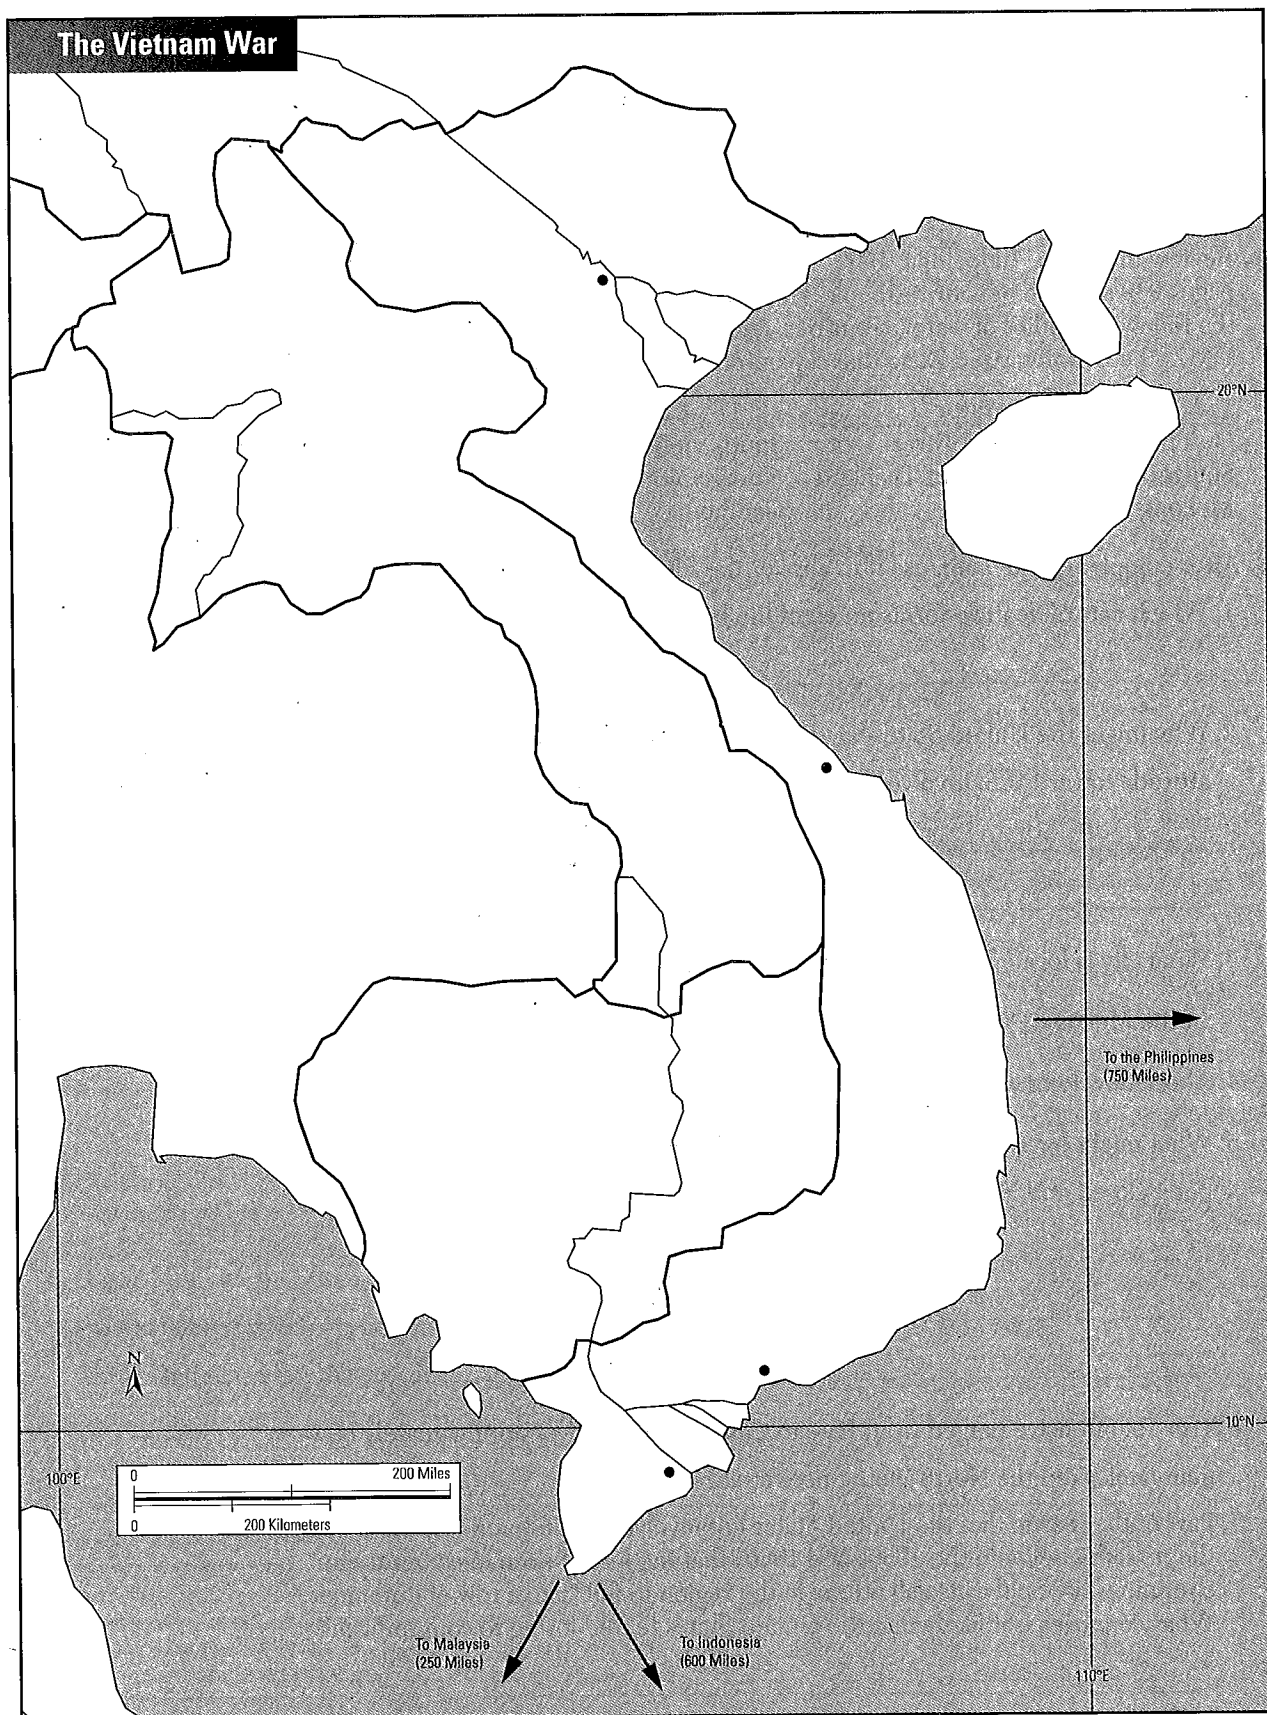 The Vietnam War
20°N
To the Philippines
(750 Miles)
N
10°N
100°E
0
200 Miles
0
200 Kilometers
To Malaysia
(250 Miles)
To Indonesia
(600 Miles)
110°E